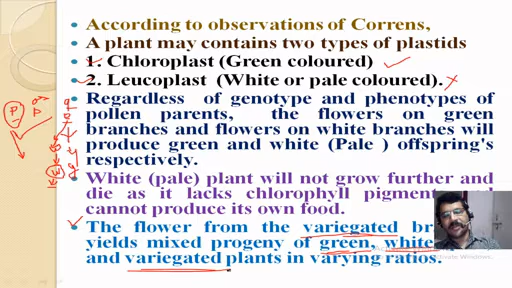 According to observations of Correns,
A plant may contains two types of plastids
1. Chloroplast (Green coloured)
2. Leucoplast (White or pale coloured).
Regardless of genotype and phenotypes of
pollen parents, the flowers on green
branches and flowers on white branches will
produce green and white (Pale ) offspring's
respectively.
White (pale) plant will not grow further and
die as it lacks chlorophyll pigment
cannot produce its own food.
The flower from the variegated
yields mixed progeny of green, white
and variegated plants in varying ratios.